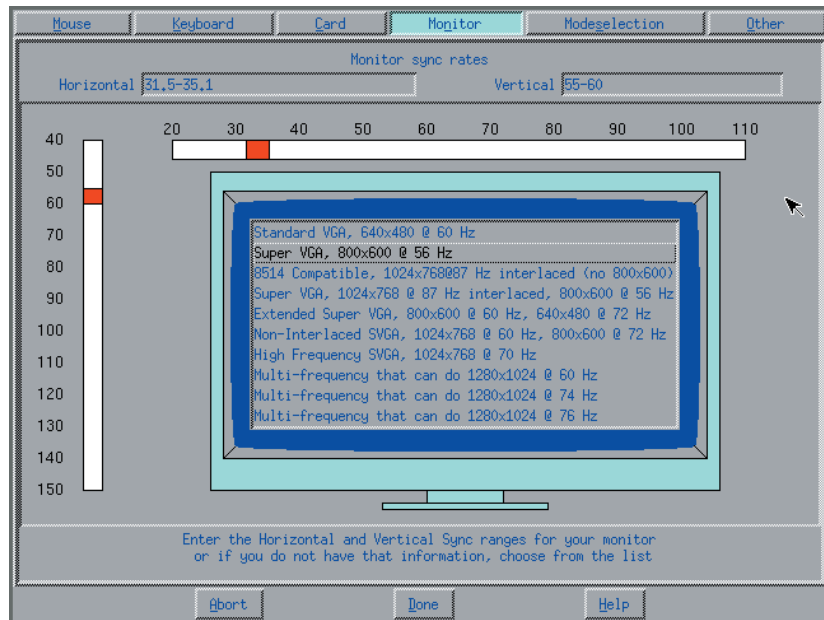 Mouse Keyboard Card Monitor Modeselection Other
Monitor sync rates
Horizontal 31.5-35.1 Vertical 55-60
20 30 40 50 60 70 80 90 100 110
40
50
60
70
80
90
100
110
120
130
140
150
Standard VGA, 640x480 @ 60 Hz
Super VGA, 800x600 @ 56 Hz
8514 Compatible, 1024x768@87 Hz interlaced (no 800x600)
Super VGA, 1024x768 @ 87 Hz interlaced, 800x600 @ 56 Hz
Extended Super VGA, 800x600 @ 60 Hz, 640x480 @ 72 Hz
Non-Interlaced SVGA, 1024x768 @ 60 Hz, 800x600 @ 72 Hz
High Frequency SVGA, 1024x768 @ 70 Hz
Multi-frequency that can do 1280x1024 @ 60 Hz
Multi-frequency that can do 1280x1024 @ 74 Hz
Multi-frequency that can do 1280x1024 @ 76 Hz
Enter the Horizontal and Vertical Sync ranges for your monitor
or if you do not have that information, choose from the list
Abort Done Help